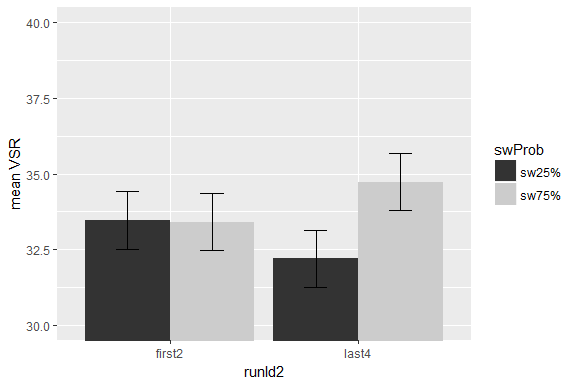 40.0
37.5
35.0
32.5
30.0
mean VSR
first2
last4
runId2
swProb
sw25%
sw75%